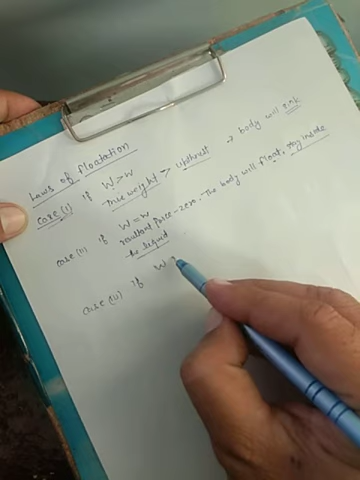 Laws of floatation
Case (I) if W > w
True weight > upthrust → body will sink
Case (II) if W = w
resultant force = zero. The body will float, stay inside
the liquid
Case (III) if W